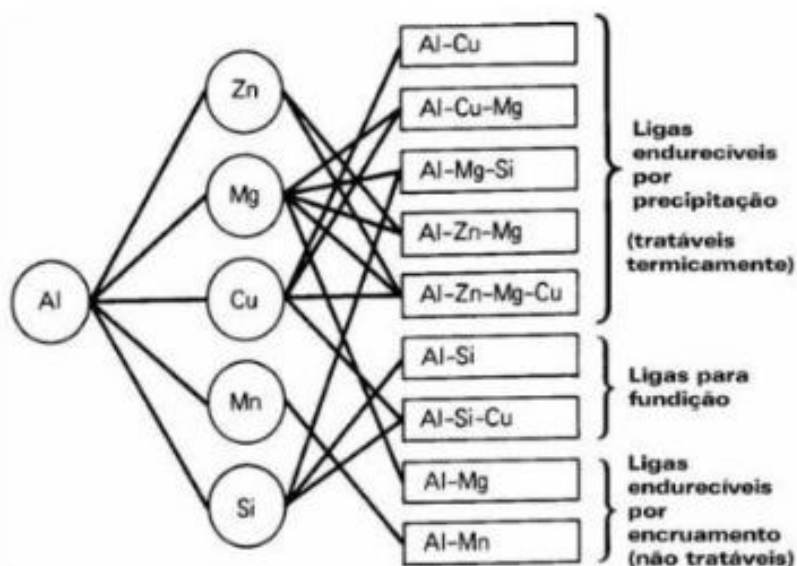 Al
Zn
Mg
Cu
Mn
Si
Al-Cu
Al-Cu-Mg
Al-Mg-Si
Al-Zn-Mg
Al-Zn-Mg-Cu
Al-Si
Al-Si-Cu
Al-Mg
Al-Mn
Ligas
endurecíveis
por
precipitação
(tratáveis
termicamente)
Ligas para
fundição
Ligas
endurecíveis
por
encruamento
(não tratáveis)